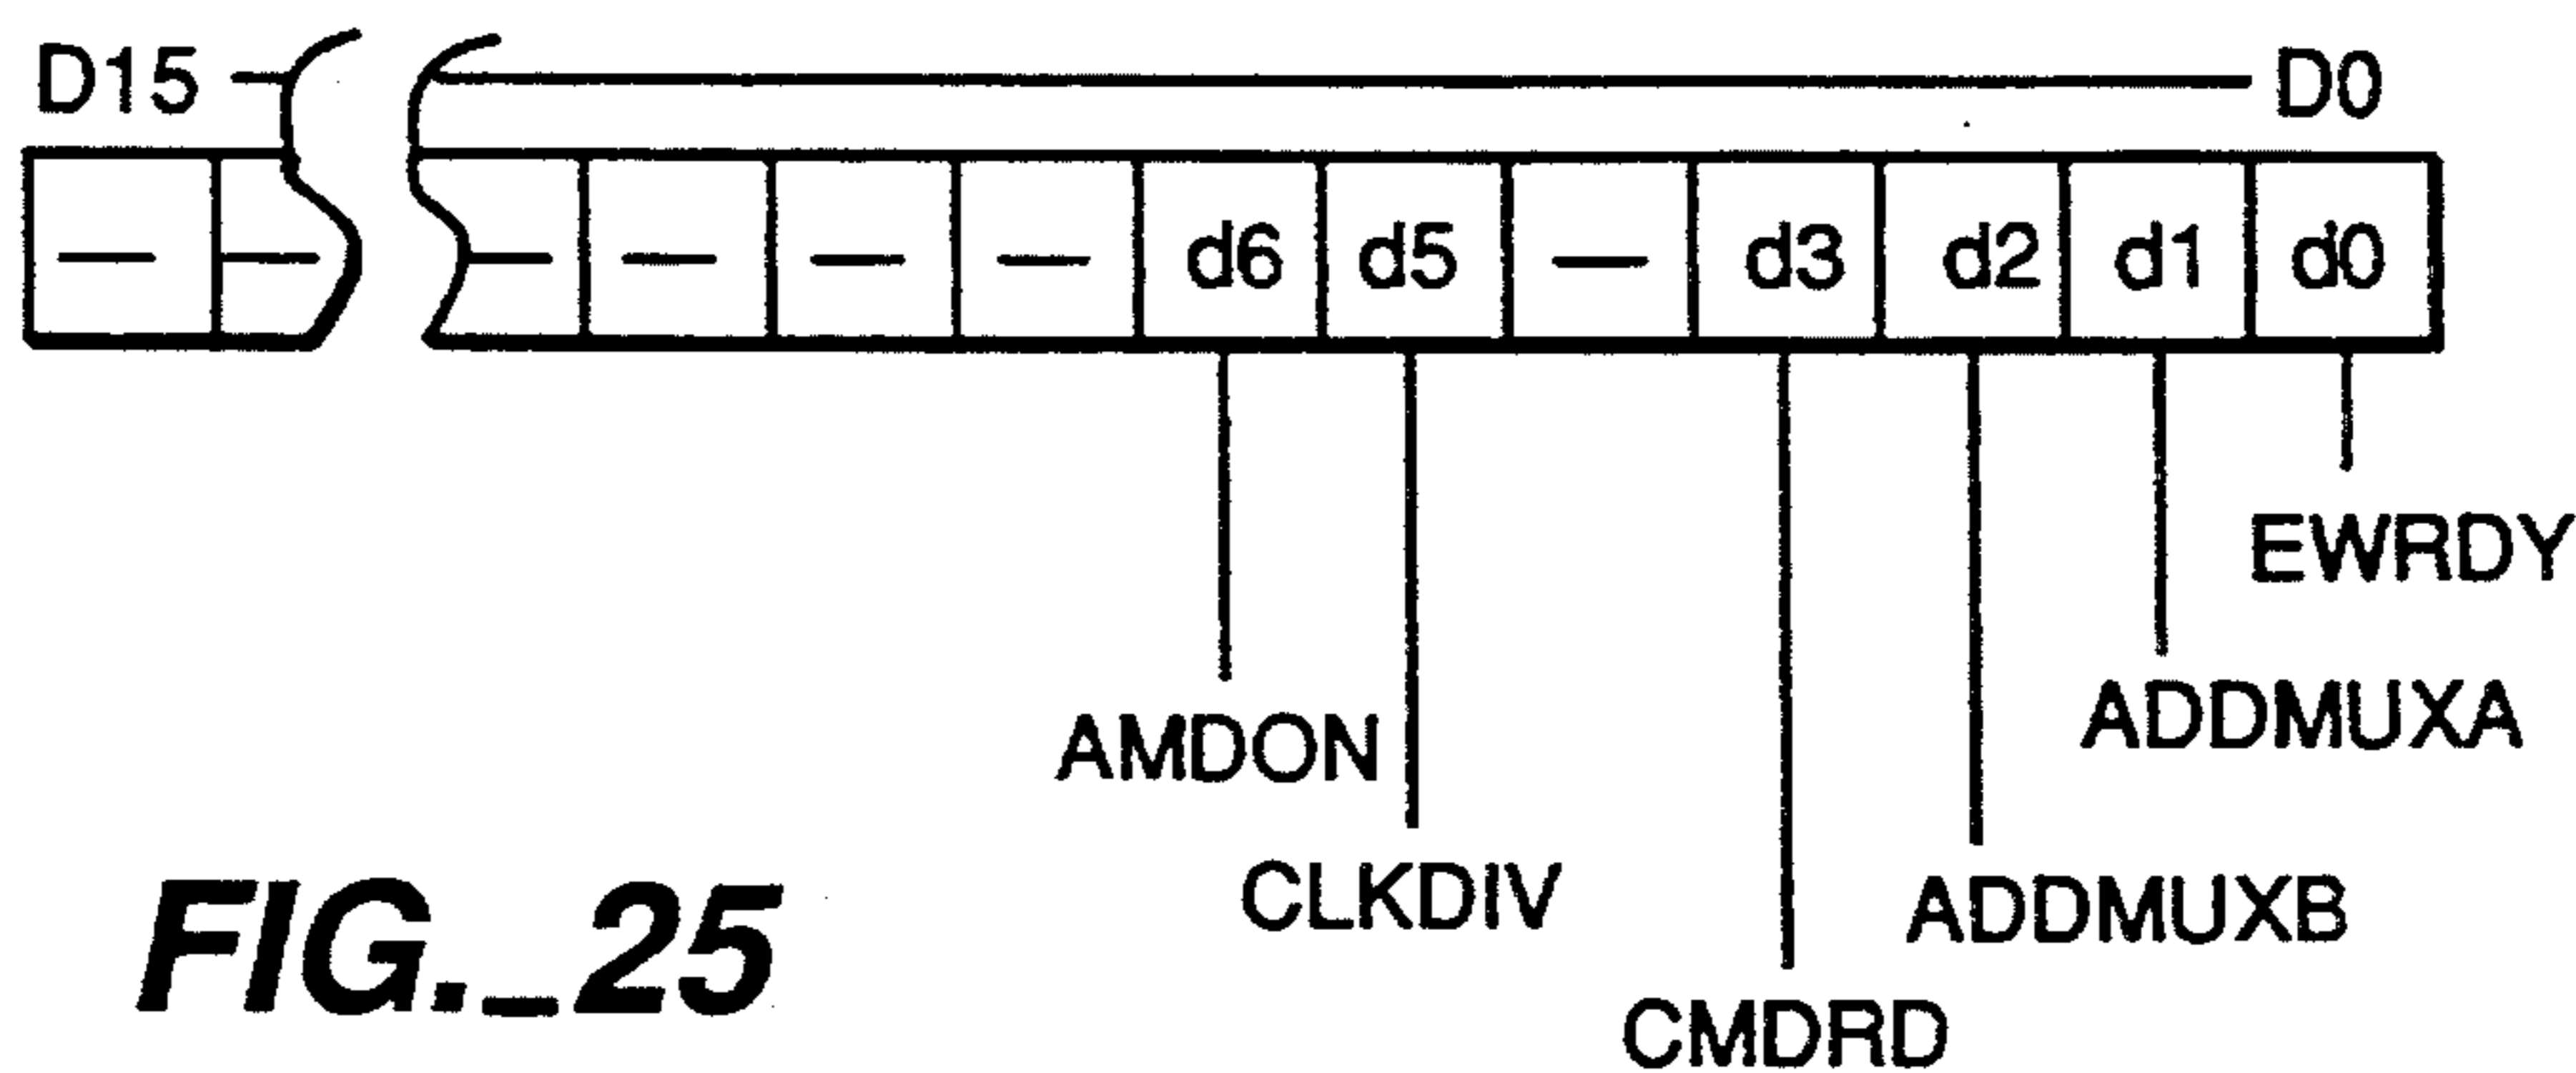 D15 D0
— — — — — — d6 d5 — d3 d2 d1 d0
EWRDY
ADDMUXA
AMDON
CLKDIV
ADDMUXB
CMDRD
FIG._25